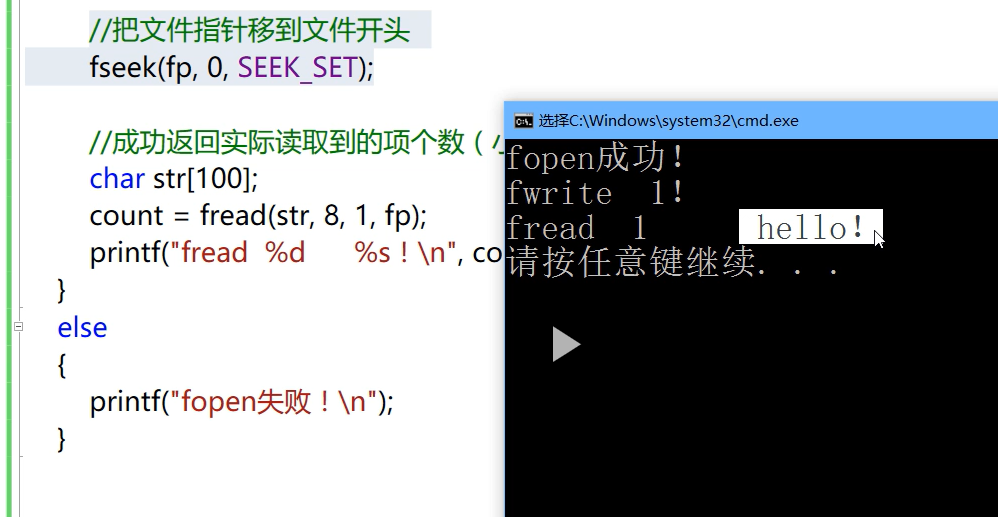 //把文件指针移到文件开头
fseek(fp, 0, SEEK_SET);
//成功返回实际读取到的项个数（
char str[100];
count = fread(str, 8, 1, fp);
printf("fread  %d      %s！\n", co
}
else
{
printf("fopen失败！\n");
}
选择C:\Windows\system32\cmd.exe
fopen成功！
fwrite  1！
fread  1      hello！
请按任意键继续. . .